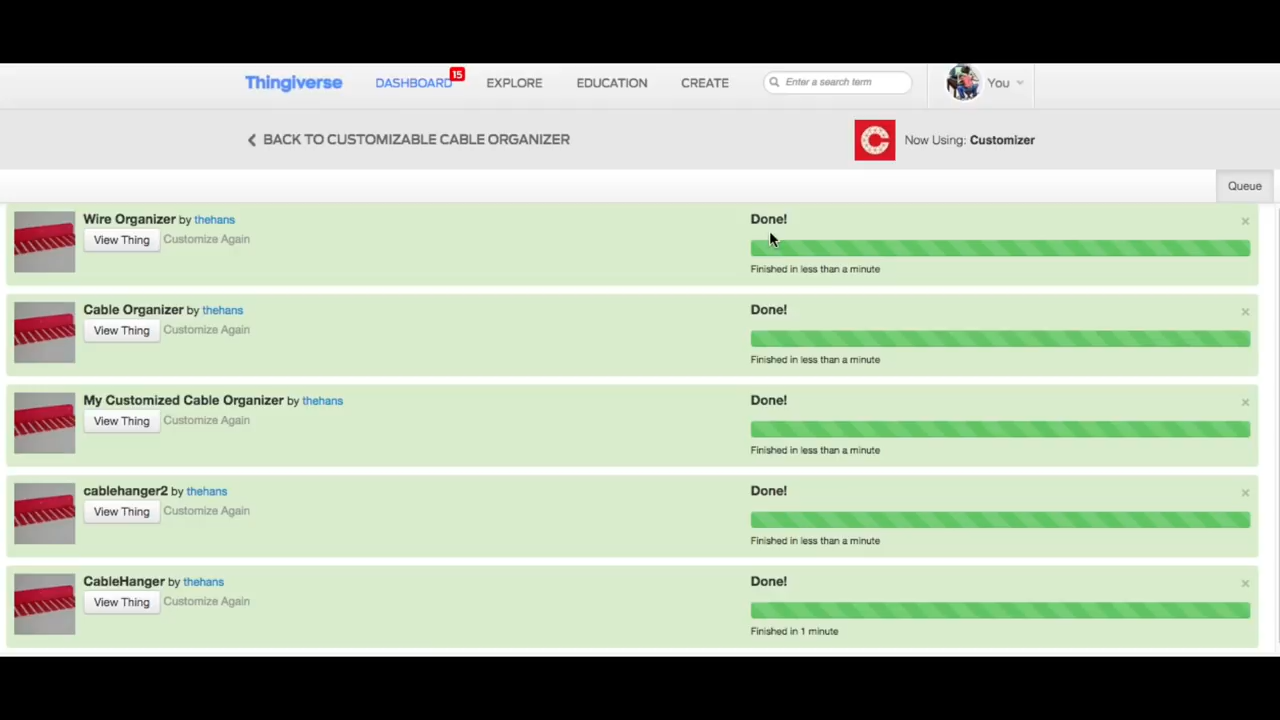 Thingiverse DASHBOARD 15 EXPLORE EDUCATION CREATE Enter a search term You
BACK TO CUSTOMIZABLE CABLE ORGANIZER Now Using: Customizer
Queue
Wire Organizer by thehans Done! ×
View Thing Customize Again
Finished in less than a minute
Cable Organizer by thehans Done! ×
View Thing Customize Again
Finished in less than a minute
My Customized Cable Organizer by thehans Done! ×
View Thing Customize Again
Finished in less than a minute
cablehanger2 by thehans Done! ×
View Thing Customize Again
Finished in less than a minute
CableHanger by thehans Done! ×
View Thing Customize Again
Finished in 1 minute